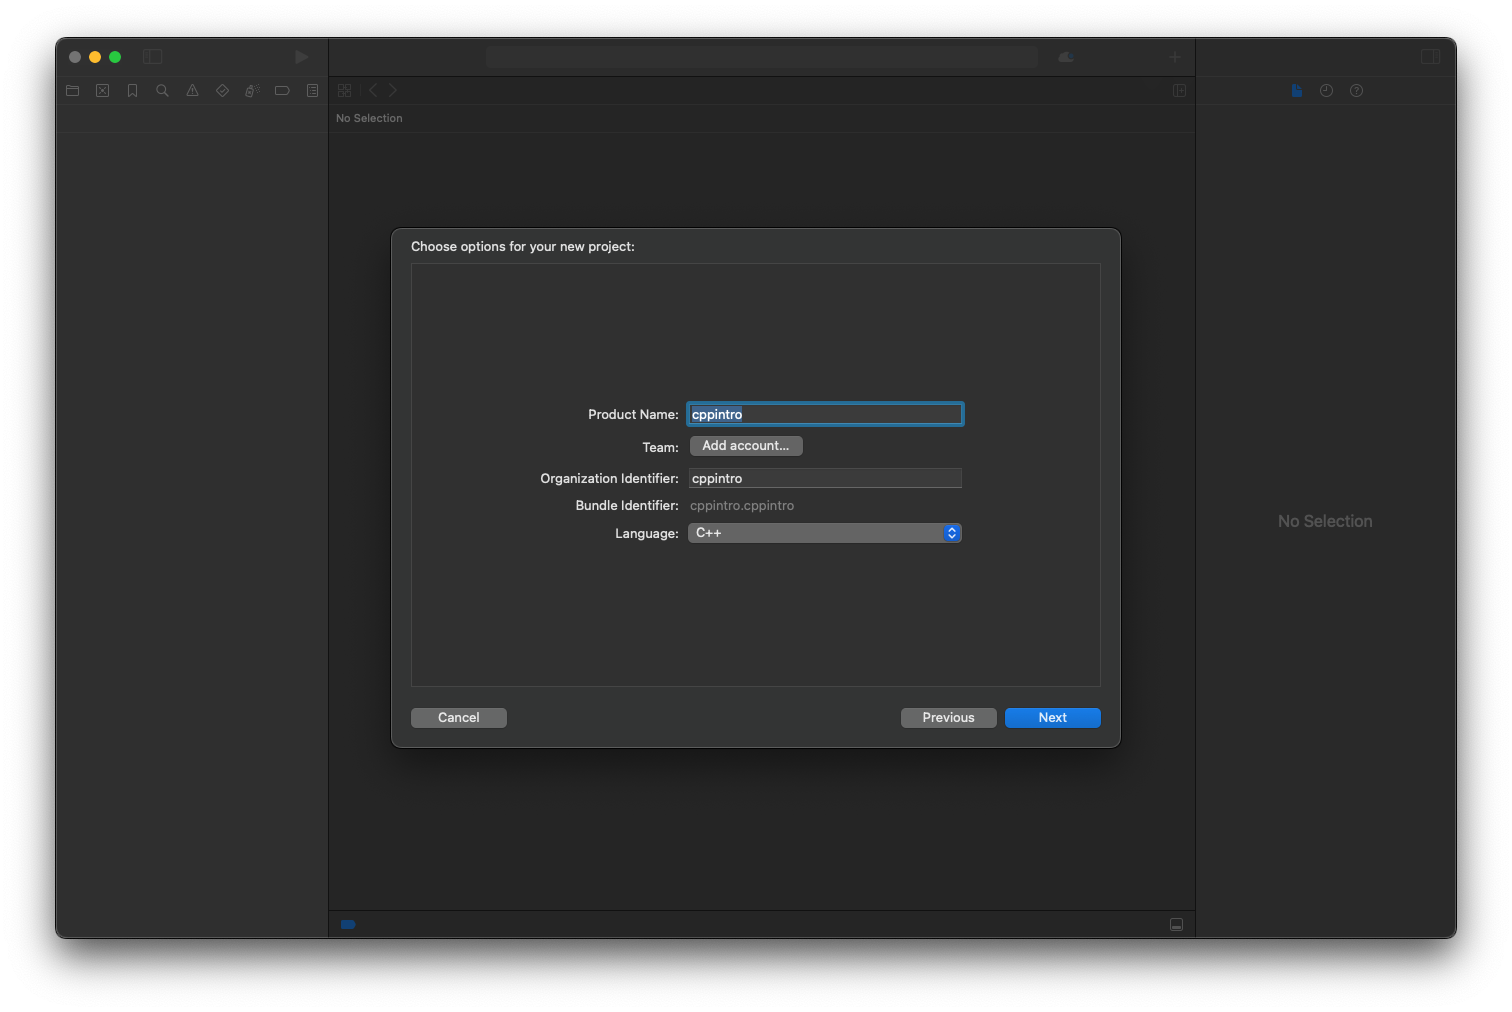 No Selection
Choose options for your new project:
Product Name: cppintro
Team: Add account...
Organization Identifier: cppintro
Bundle Identifier: cppintro.cppintro
Language: C++
No Selection
Cancel Previous Next